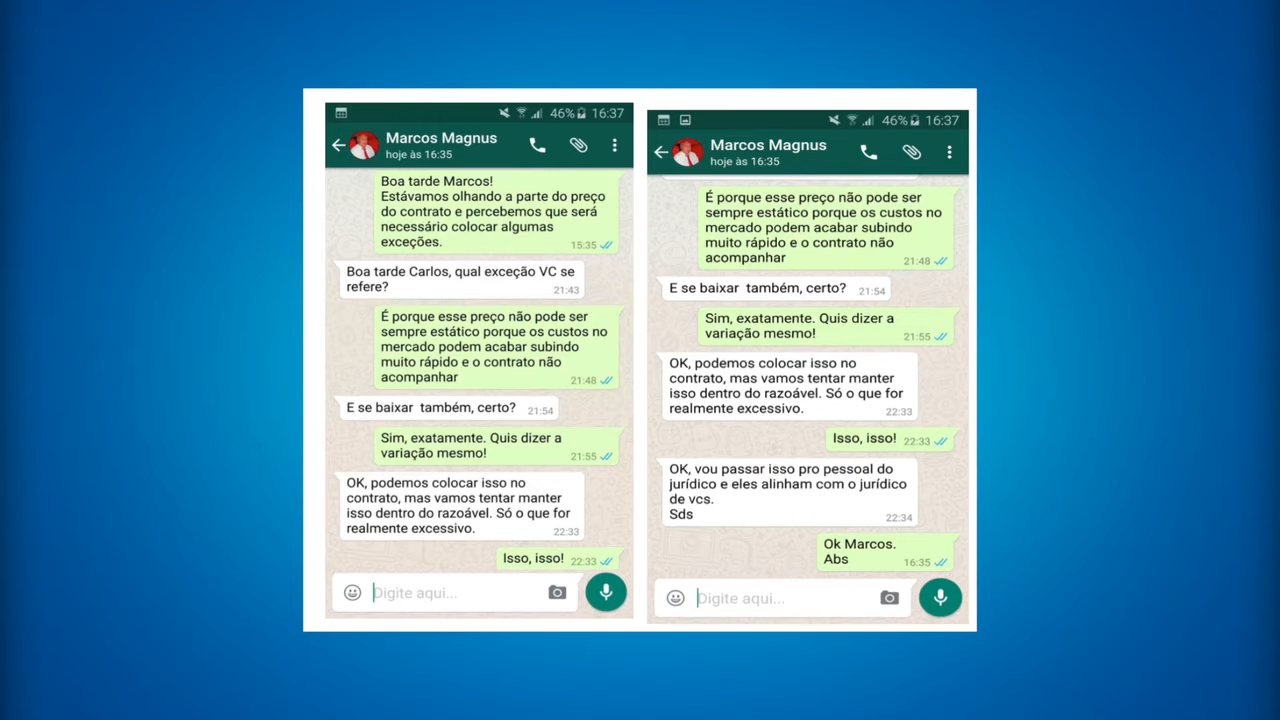 46% 16:37
Marcos Magnus
hoje às 16:35
Boa tarde Marcos!
Estávamos olhando a parte do preço
do contrato e percebemos que será
necessário colocar algumas
exceções.
15:35
Boa tarde Carlos, qual exceção VC se
refere?
21:43
É porque esse preço não pode ser
sempre estático porque os custos no
mercado podem acabar subindo
muito rápido e o contrato não
acompanhar
21:48
E se baixar também, certo? 21:54
Sim, exatamente. Quis dizer a
variação mesmo!
21:55
OK, podemos colocar isso no
contrato, mas vamos tentar manter
isso dentro do razoável. Só o que for
realmente excessivo.
22:33
Isso, isso! 22:33
Digite aqui...
46% 16:37
Marcos Magnus
hoje às 16:35
É porque esse preço não pode ser
sempre estático porque os custos no
mercado podem acabar subindo
muito rápido e o contrato não
acompanhar
21:48
E se baixar também, certo? 21:54
Sim, exatamente. Quis dizer a
variação mesmo!
21:55
OK, podemos colocar isso no
contrato, mas vamos tentar manter
isso dentro do razoável. Só o que for
realmente excessivo.
22:33
Isso, isso! 22:33
OK, vou passar isso pro pessoal do
jurídico e eles alinham com o jurídico
de vcs.
Sds
22:34
Ok Marcos.
Abs
16:35
Digite aqui...